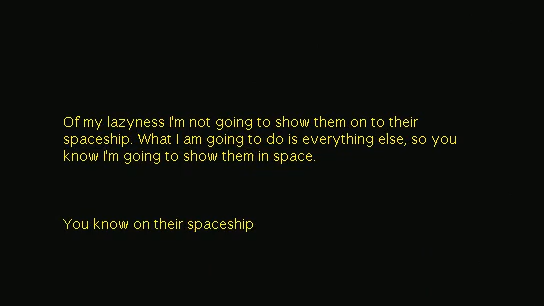 Of my lazyness I'm not going to show them on to their
spaceship. What I am going to do is everything else, so you
know I'm going to show them in space.
You know on their spaceship